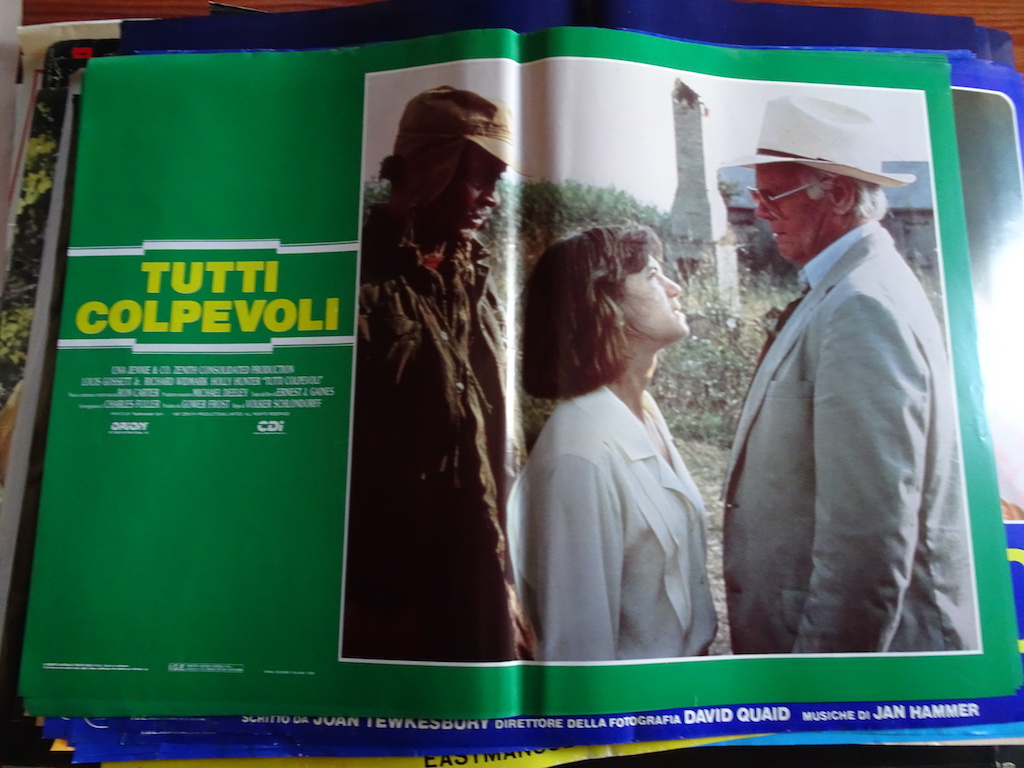 TUTTI
COLPEVOLI
UNA JENNIE & CO. ZENITH CONSOLIDATED PRODUCTION
LOUIS GOSSETT Jr. RICHARD WIDMARK HOLLY HUNTER "TUTTI COLPEVOLI"
RON CARTER MICHAEL DEELEY ERNEST J. GAINES
CHARLES FULLER GOWER FROST VOLKER SCHLONDORFF
ORION CDI
SCRITTO DA JOAN TEWKESBURY DIRETTORE DELLA FOTOGRAFIA DAVID QUAID MUSICHE DI JAN HAMMER